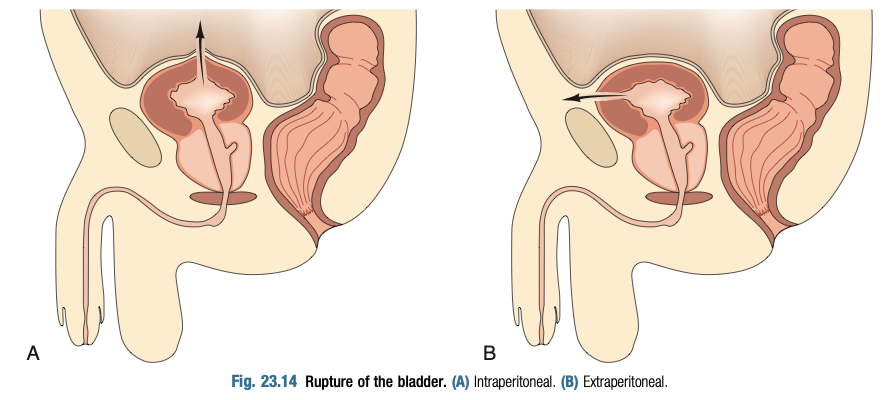 A
B
Fig. 23.14 Rupture of the bladder. (A) Intraperitoneal. (B) Extraperitoneal.